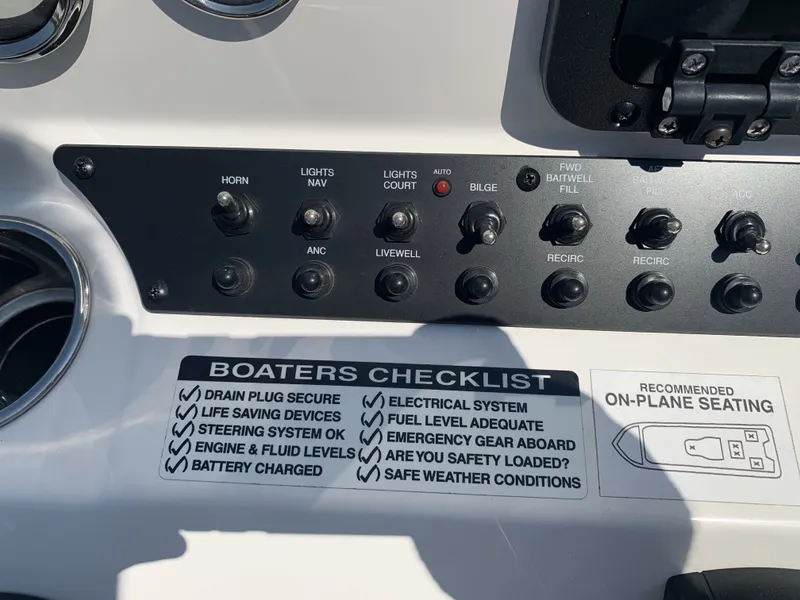 HORN
LIGHTS
NAV
LIGHTS
COURT
AUTO
BILGE
FWD
BAITWELL
FILL
ACC
ANC
LIVEWELL
RECIRC
RECIRC
BOATERS CHECKLIST
DRAIN PLUG SECURE
LIFE SAVING DEVICES
STEERING SYSTEM OK
ENGINE & FLUID LEVELS
BATTERY CHARGED
ELECTRICAL SYSTEM
FUEL LEVEL ADEQUATE
EMERGENCY GEAR ABOARD
ARE YOU SAFETY LOADED?
SAFE WEATHER CONDITIONS
RECOMMENDED
ON-PLANE SEATING